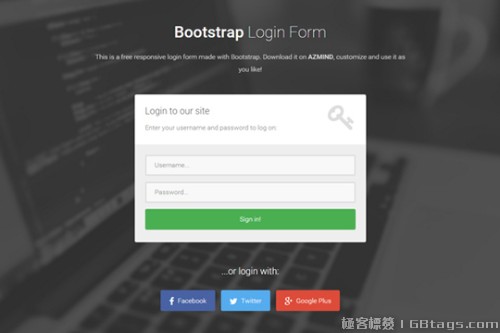 Bootstrap Login Form
This is a free responsive login form made with Bootstrap. Download it on AZMIND, customize and use it as
you like!
Login to our site
Enter your username and password to log on:
Username...
Password...
Sign in!
...or login with:
Facebook
Twitter
Google Plus
極客標簽 | GBtags.com